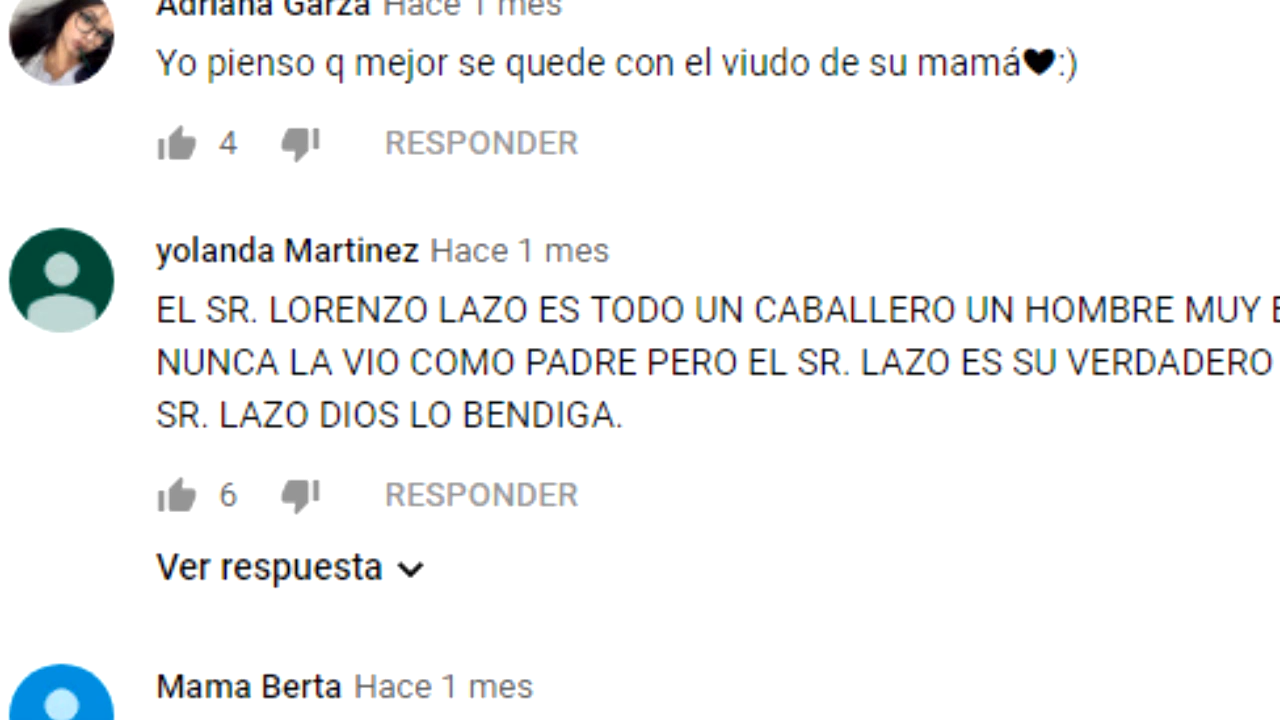 Adriana Garza Hace 1 mes
Yo pienso q mejor se quede con el viudo de su mamá🖤:)
4 RESPONDER
yolanda Martinez Hace 1 mes
EL SR. LORENZO LAZO ES TODO UN CABALLERO UN HOMBRE MUY
NUNCA LA VIO COMO PADRE PERO EL SR. LAZO ES SU VERDADERO
SR. LAZO DIOS LO BENDIGA.
6 RESPONDER
Ver respuesta
Mama Berta Hace 1 mes